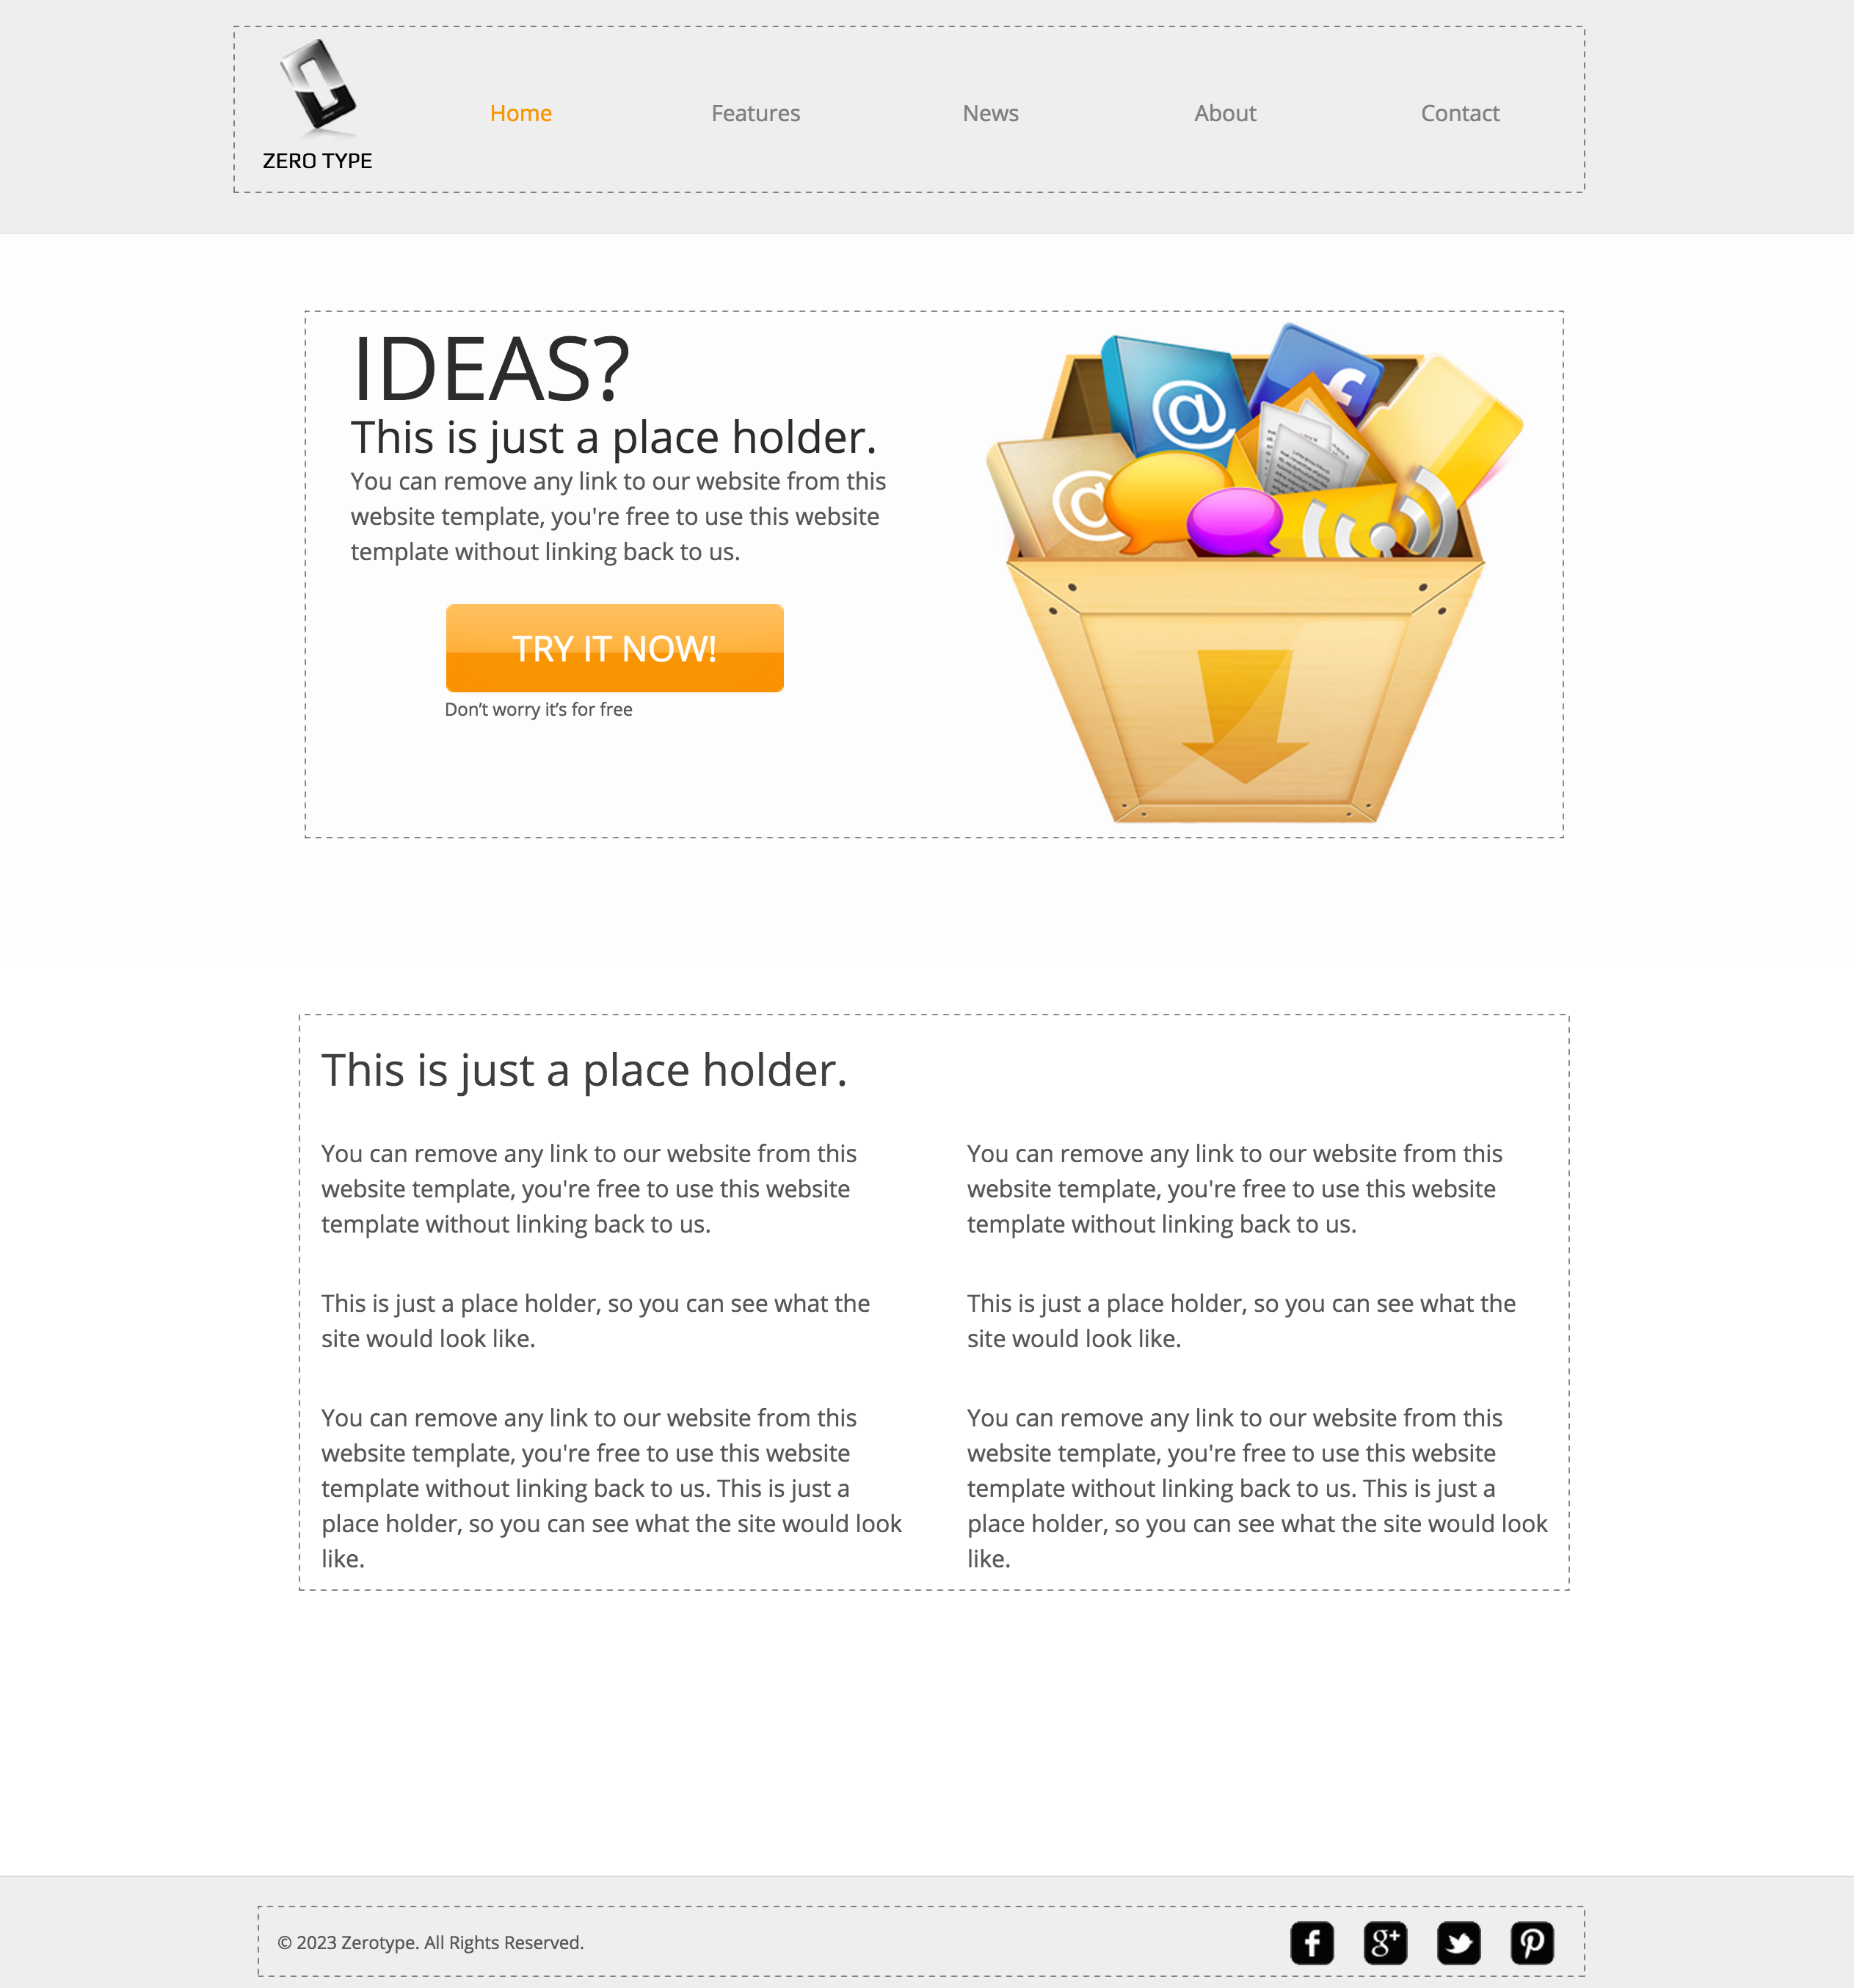 ZERO TYPE
Home
Features
News
About
Contact
IDEAS?
This is just a place holder.
You can remove any link to our website from this
website template, you're free to use this website
template without linking back to us.
TRY IT NOW!
Don’t worry it’s for free
This is just a place holder.
You can remove any link to our website from this
website template, you're free to use this website
template without linking back to us.
This is just a place holder, so you can see what the
site would look like.
You can remove any link to our website from this
website template, you're free to use this website
template without linking back to us. This is just a
place holder, so you can see what the site would look
like.
You can remove any link to our website from this
website template, you're free to use this website
template without linking back to us.
This is just a place holder, so you can see what the
site would look like.
You can remove any link to our website from this
website template, you're free to use this website
template without linking back to us. This is just a
place holder, so you can see what the site would look
like.
© 2023 Zerotype. All Rights Reserved.